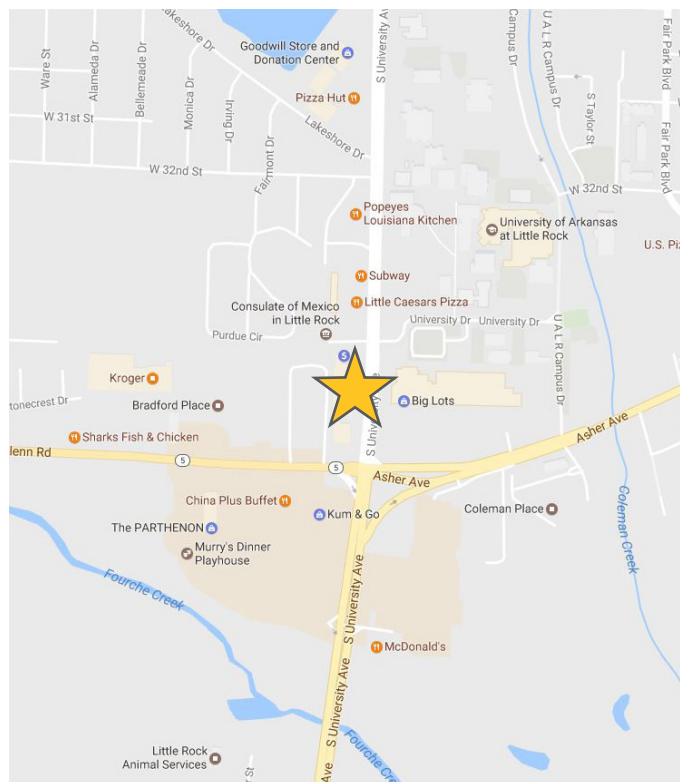 Goodwill Store and
Donation Center
Lakeshore Dr
S University Ave
U A L R Campus Dr
Campus Dr
Fair Park Blvd
Fair Park Blvd
Ware St
Alameda Dr
Bellemeade Dr
Monica Dr
Irving Dr
Pizza Hut
S Taylor St
W 31st St
Lakeshore Dr
W 32nd St
Fairmont Dr
W 32nd St
Popeyes
Louisiana Kitchen
University of Arkansas
at Little Rock
U.S. Piz
Subway
Consulate of Mexico
in Little Rock
Little Caesars Pizza
Purdue Cir
University Dr
University Dr
U A L R Campus Dr
5
Kroger
Bradford Place
Big Lots
tonecrest Dr
S University Ave
Asher Ave
Sharks Fish & Chicken
lenn Rd
5
5
Asher Ave
China Plus Buffet
Kum & Go
Coleman Place
Coleman Creek
The PARTHENON
Murry's Dinner
Playhouse
Fourche Creek
S University Ave
McDonald's
S University Ave
Fourche Cre
Little Rock
Animal Services
Ave
r St